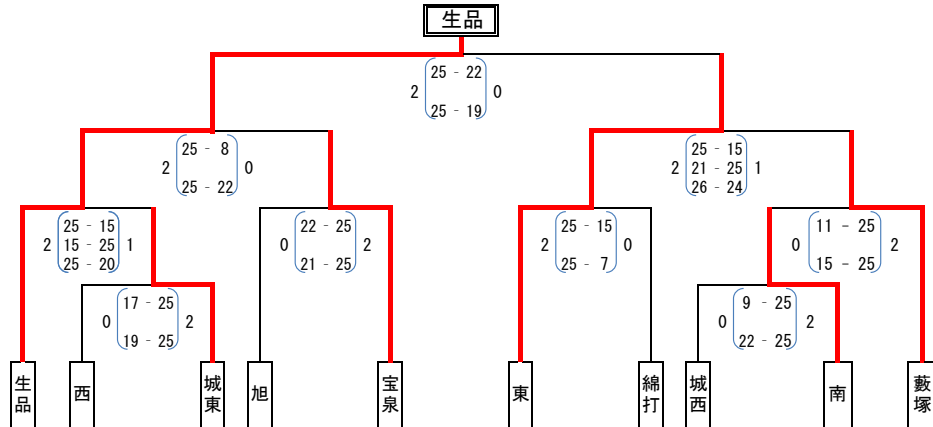 生品
25 - 22
2 0
25 - 19
25 - 8
2 0
25 - 22
25 - 15
2 21 - 25 1
26 - 24
25 - 15
2 15 - 25 1
25 - 20
22 - 25
0 2
21 - 25
25 - 15
2 0
25 - 7
11 - 25
0 2
15 - 25
17 - 25
0 2
19 - 25
9 - 25
0 2
22 - 25
生品
西
城東
旭
宝泉
東
綿打
城西
南
藪塚